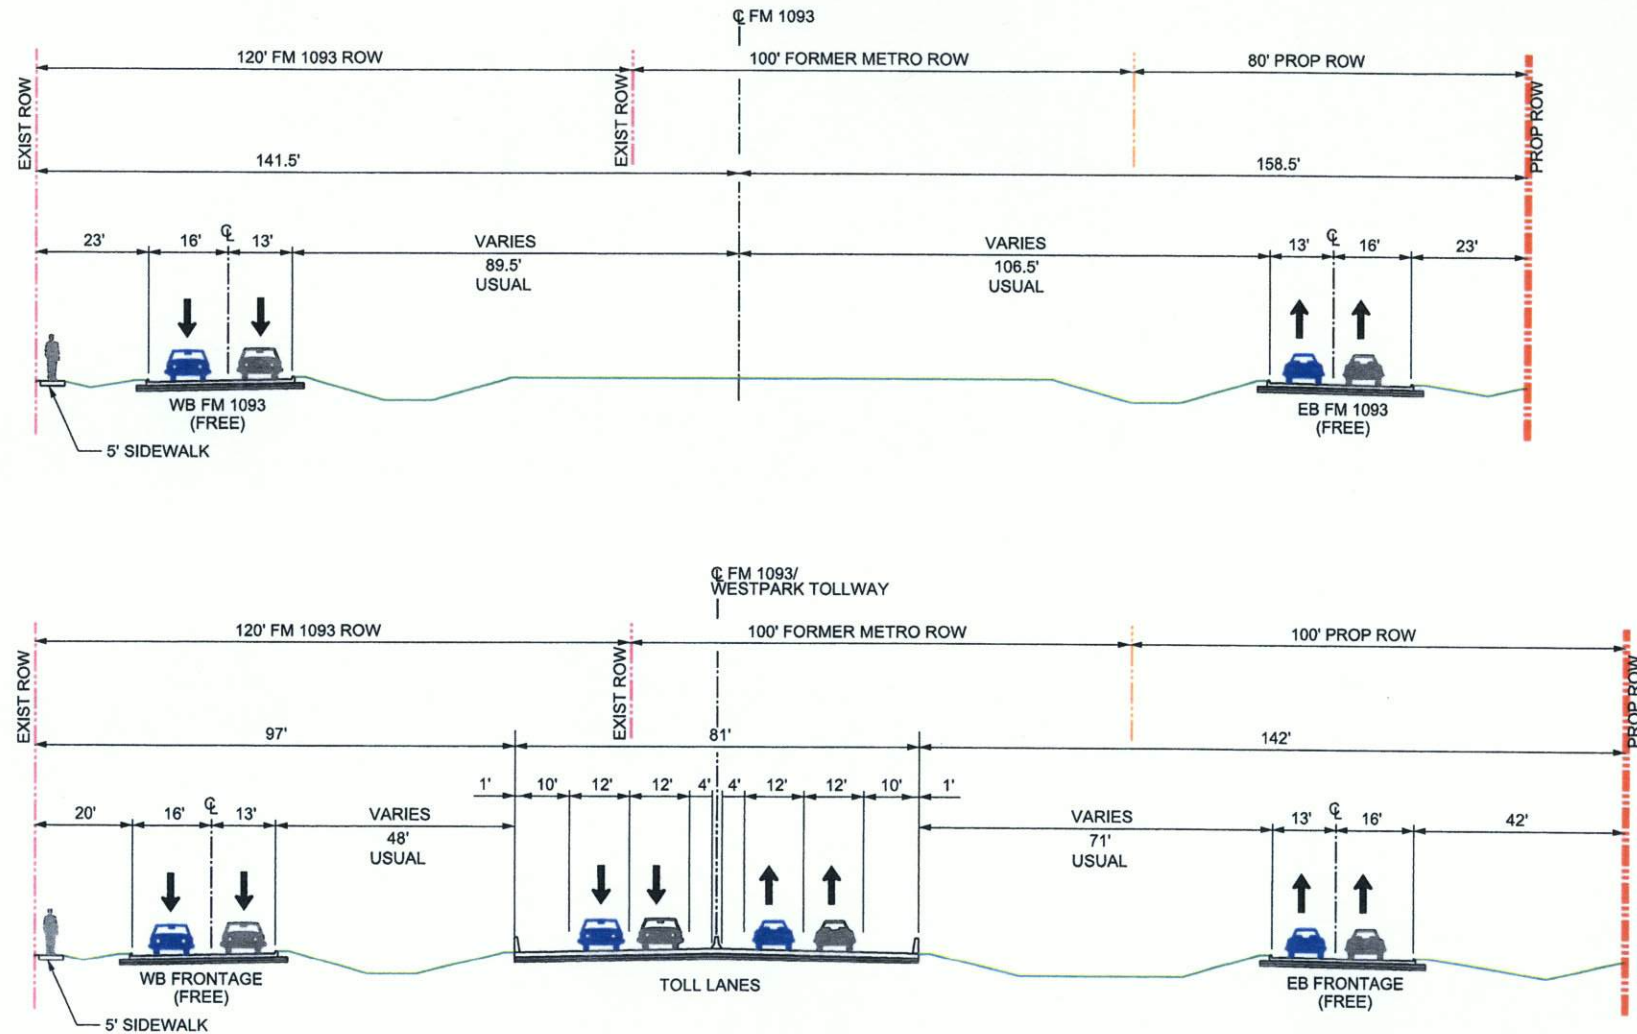 ℄ FM 1093
120' FM 1093 ROW
100' FORMER METRO ROW
80' PROP ROW
EXIST ROW
EXIST ROW
PROP ROW
141.5'
158.5'
23'
16'
℄
13'
VARIES
89.5'
USUAL
VARIES
106.5'
USUAL
13'
℄
16'
23'
WB FM 1093
(FREE)
EB FM 1093
(FREE)
5' SIDEWALK
℄ FM 1093/
WESTPARK TOLLWAY
120' FM 1093 ROW
100' FORMER METRO ROW
100' PROP ROW
EXIST ROW
EXIST ROW
PROP ROW
97'
81'
142'
1'
10'
12'
12'
4'
4'
12'
12'
10'
1'
20'
16'
℄
13'
VARIES
48'
USUAL
VARIES
71'
USUAL
13'
℄
16'
42'
WB FRONTAGE
(FREE)
TOLL LANES
EB FRONTAGE
(FREE)
5' SIDEWALK